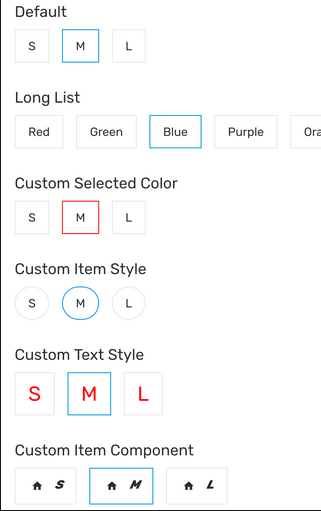 Default
S M L
Long List
Red Green Blue Purple Ora
Custom Selected Color
S M L
Custom Item Style
S M L
Custom Text Style
S M L
Custom Item Component
S M L